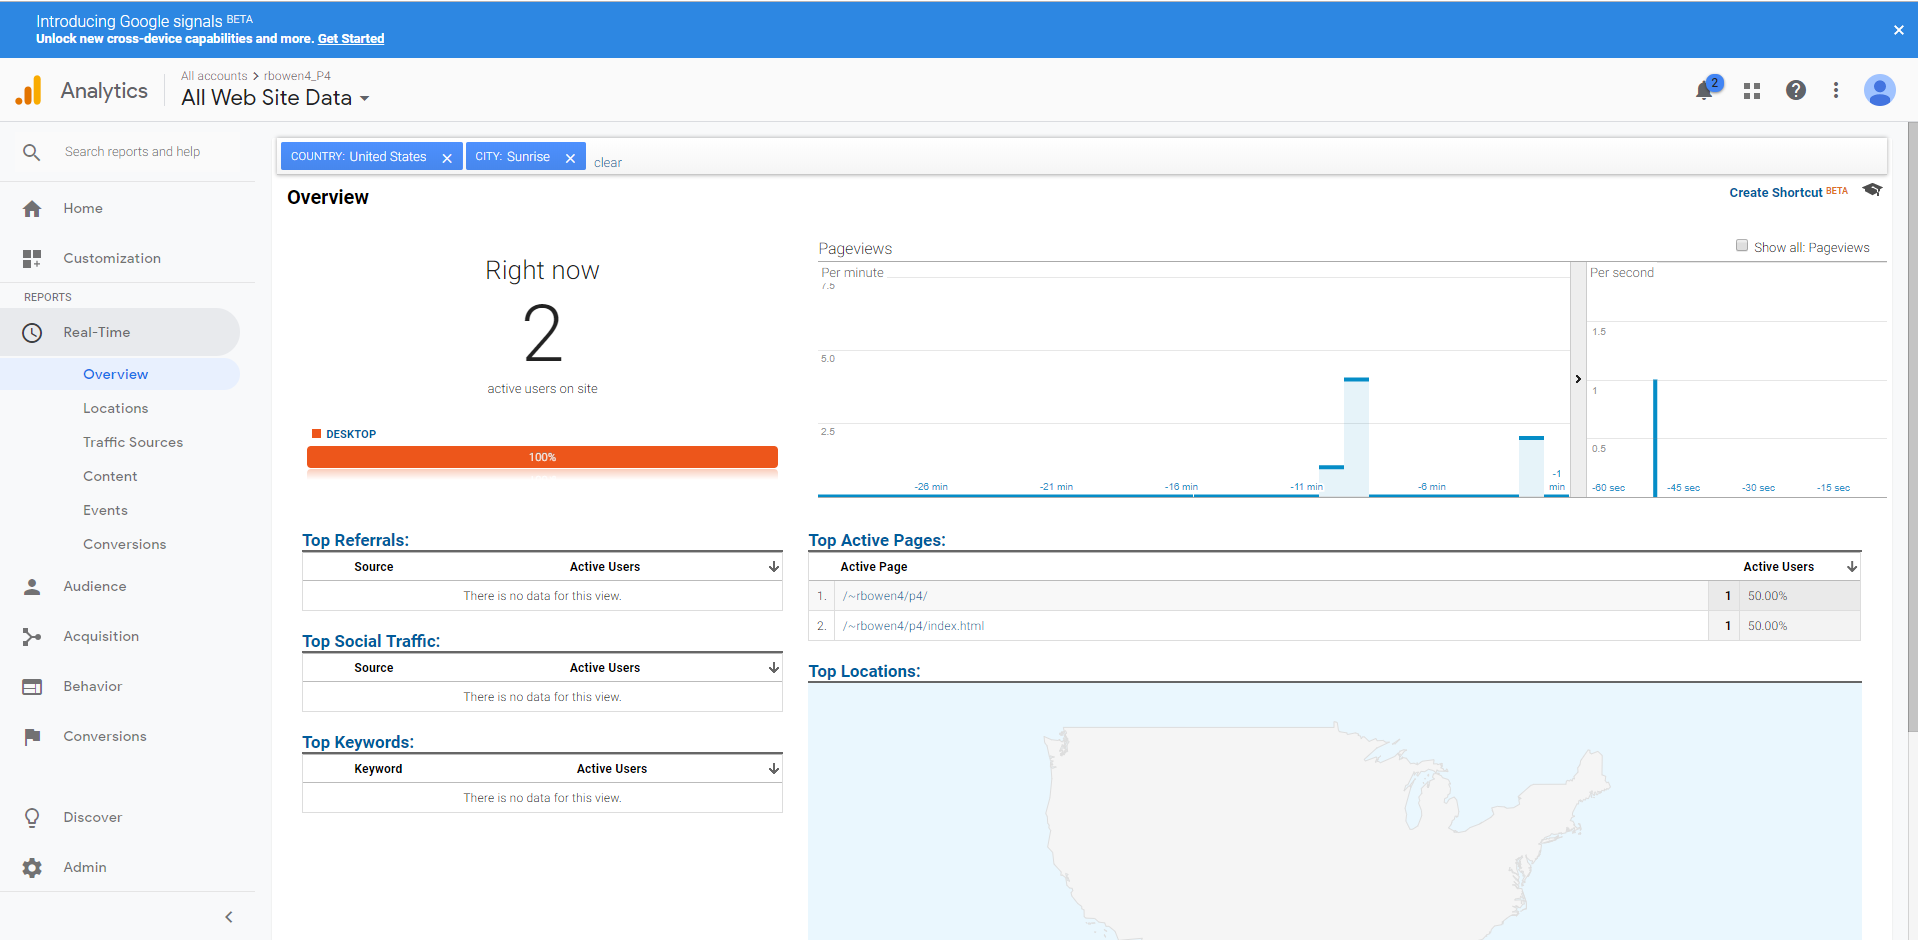 Introducing Google signals BETA
Unlock new cross-device capabilities and more. Get Started
Analytics
All accounts > rbowen4_P4
All Web Site Data
2
Search reports and help
Home
Customization
REPORTS
Real-Time
Overview
Locations
Traffic Sources
Content
Events
Conversions
Audience
Acquisition
Behavior
Conversions
Discover
Admin
COUNTRY: United States
CITY: Sunrise
clear
Overview
Create Shortcut BETA
Right now
2
active users on site
DESKTOP
100%
Pageviews
Show all: Pageviews
Per minute
7.5
5.0
2.5
-26 min
-21 min
-16 min
-11 min
-6 min
-1
min
Per second
1.5
1
0.5
-60 sec
-45 sec
-30 sec
-15 sec
Top Referrals:
Source Active Users
There is no data for this view.
Top Social Traffic:
Source Active Users
There is no data for this view.
Top Keywords:
Keyword Active Users
There is no data for this view.
Top Active Pages:
Active Page Active Users
1. /~rbowen4/p4/ 1 50.00%
2. /~rbowen4/p4/index.html 1 50.00%
Top Locations: